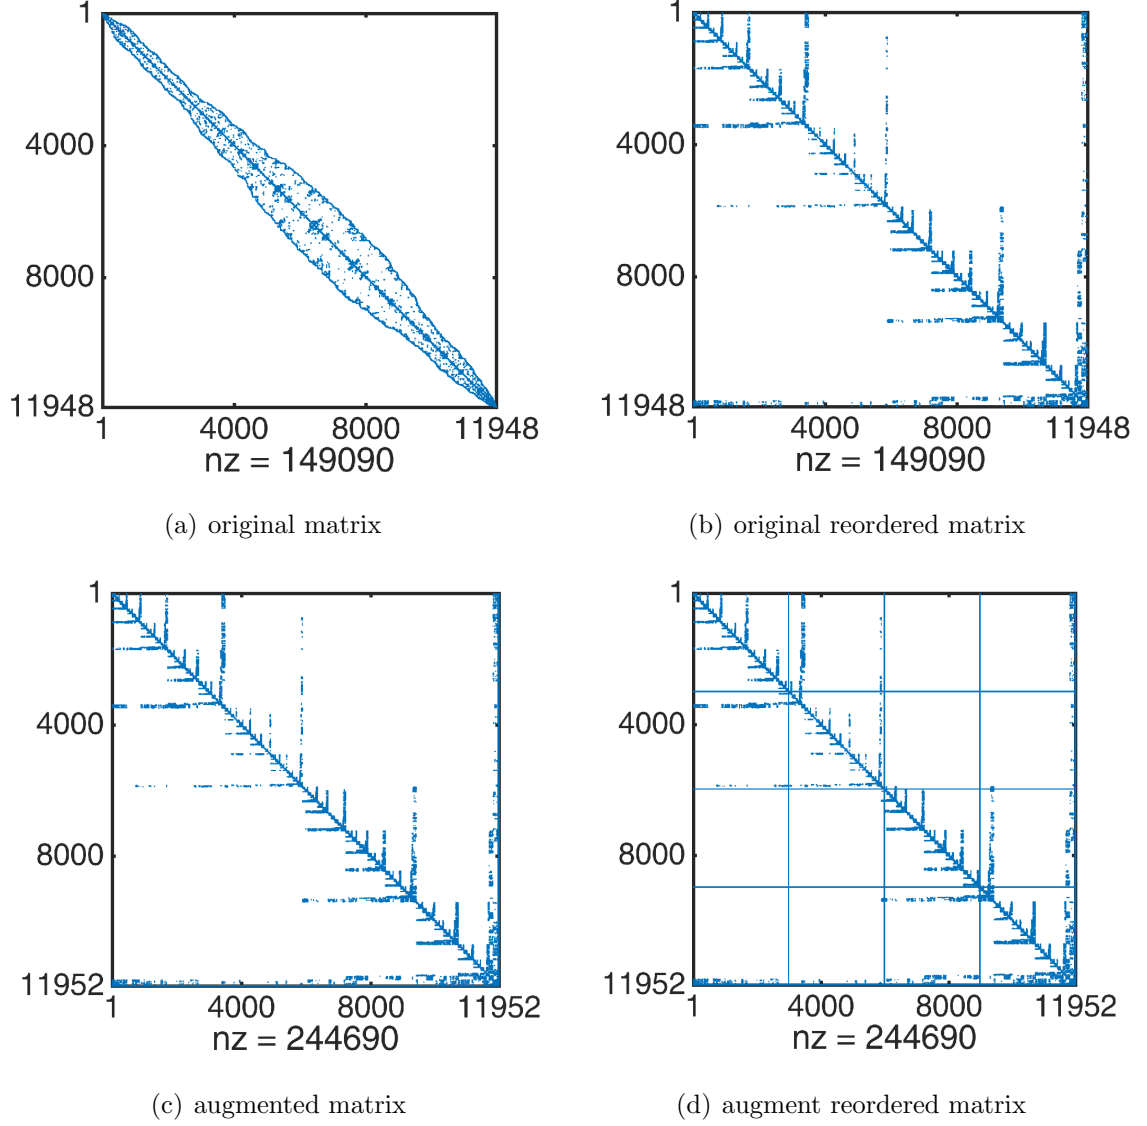 1
4000
8000
11948
1 4000 8000 11948
nz = 149090
(a) original matrix
1
4000
8000
11948
1 4000 8000 11948
nz = 149090
(b) original reordered matrix
1
4000
8000
11952
1 4000 8000 11952
nz = 244690
(c) augmented matrix
1
4000
8000
11952
1 4000 8000 11952
nz = 244690
(d) augment reordered matrix